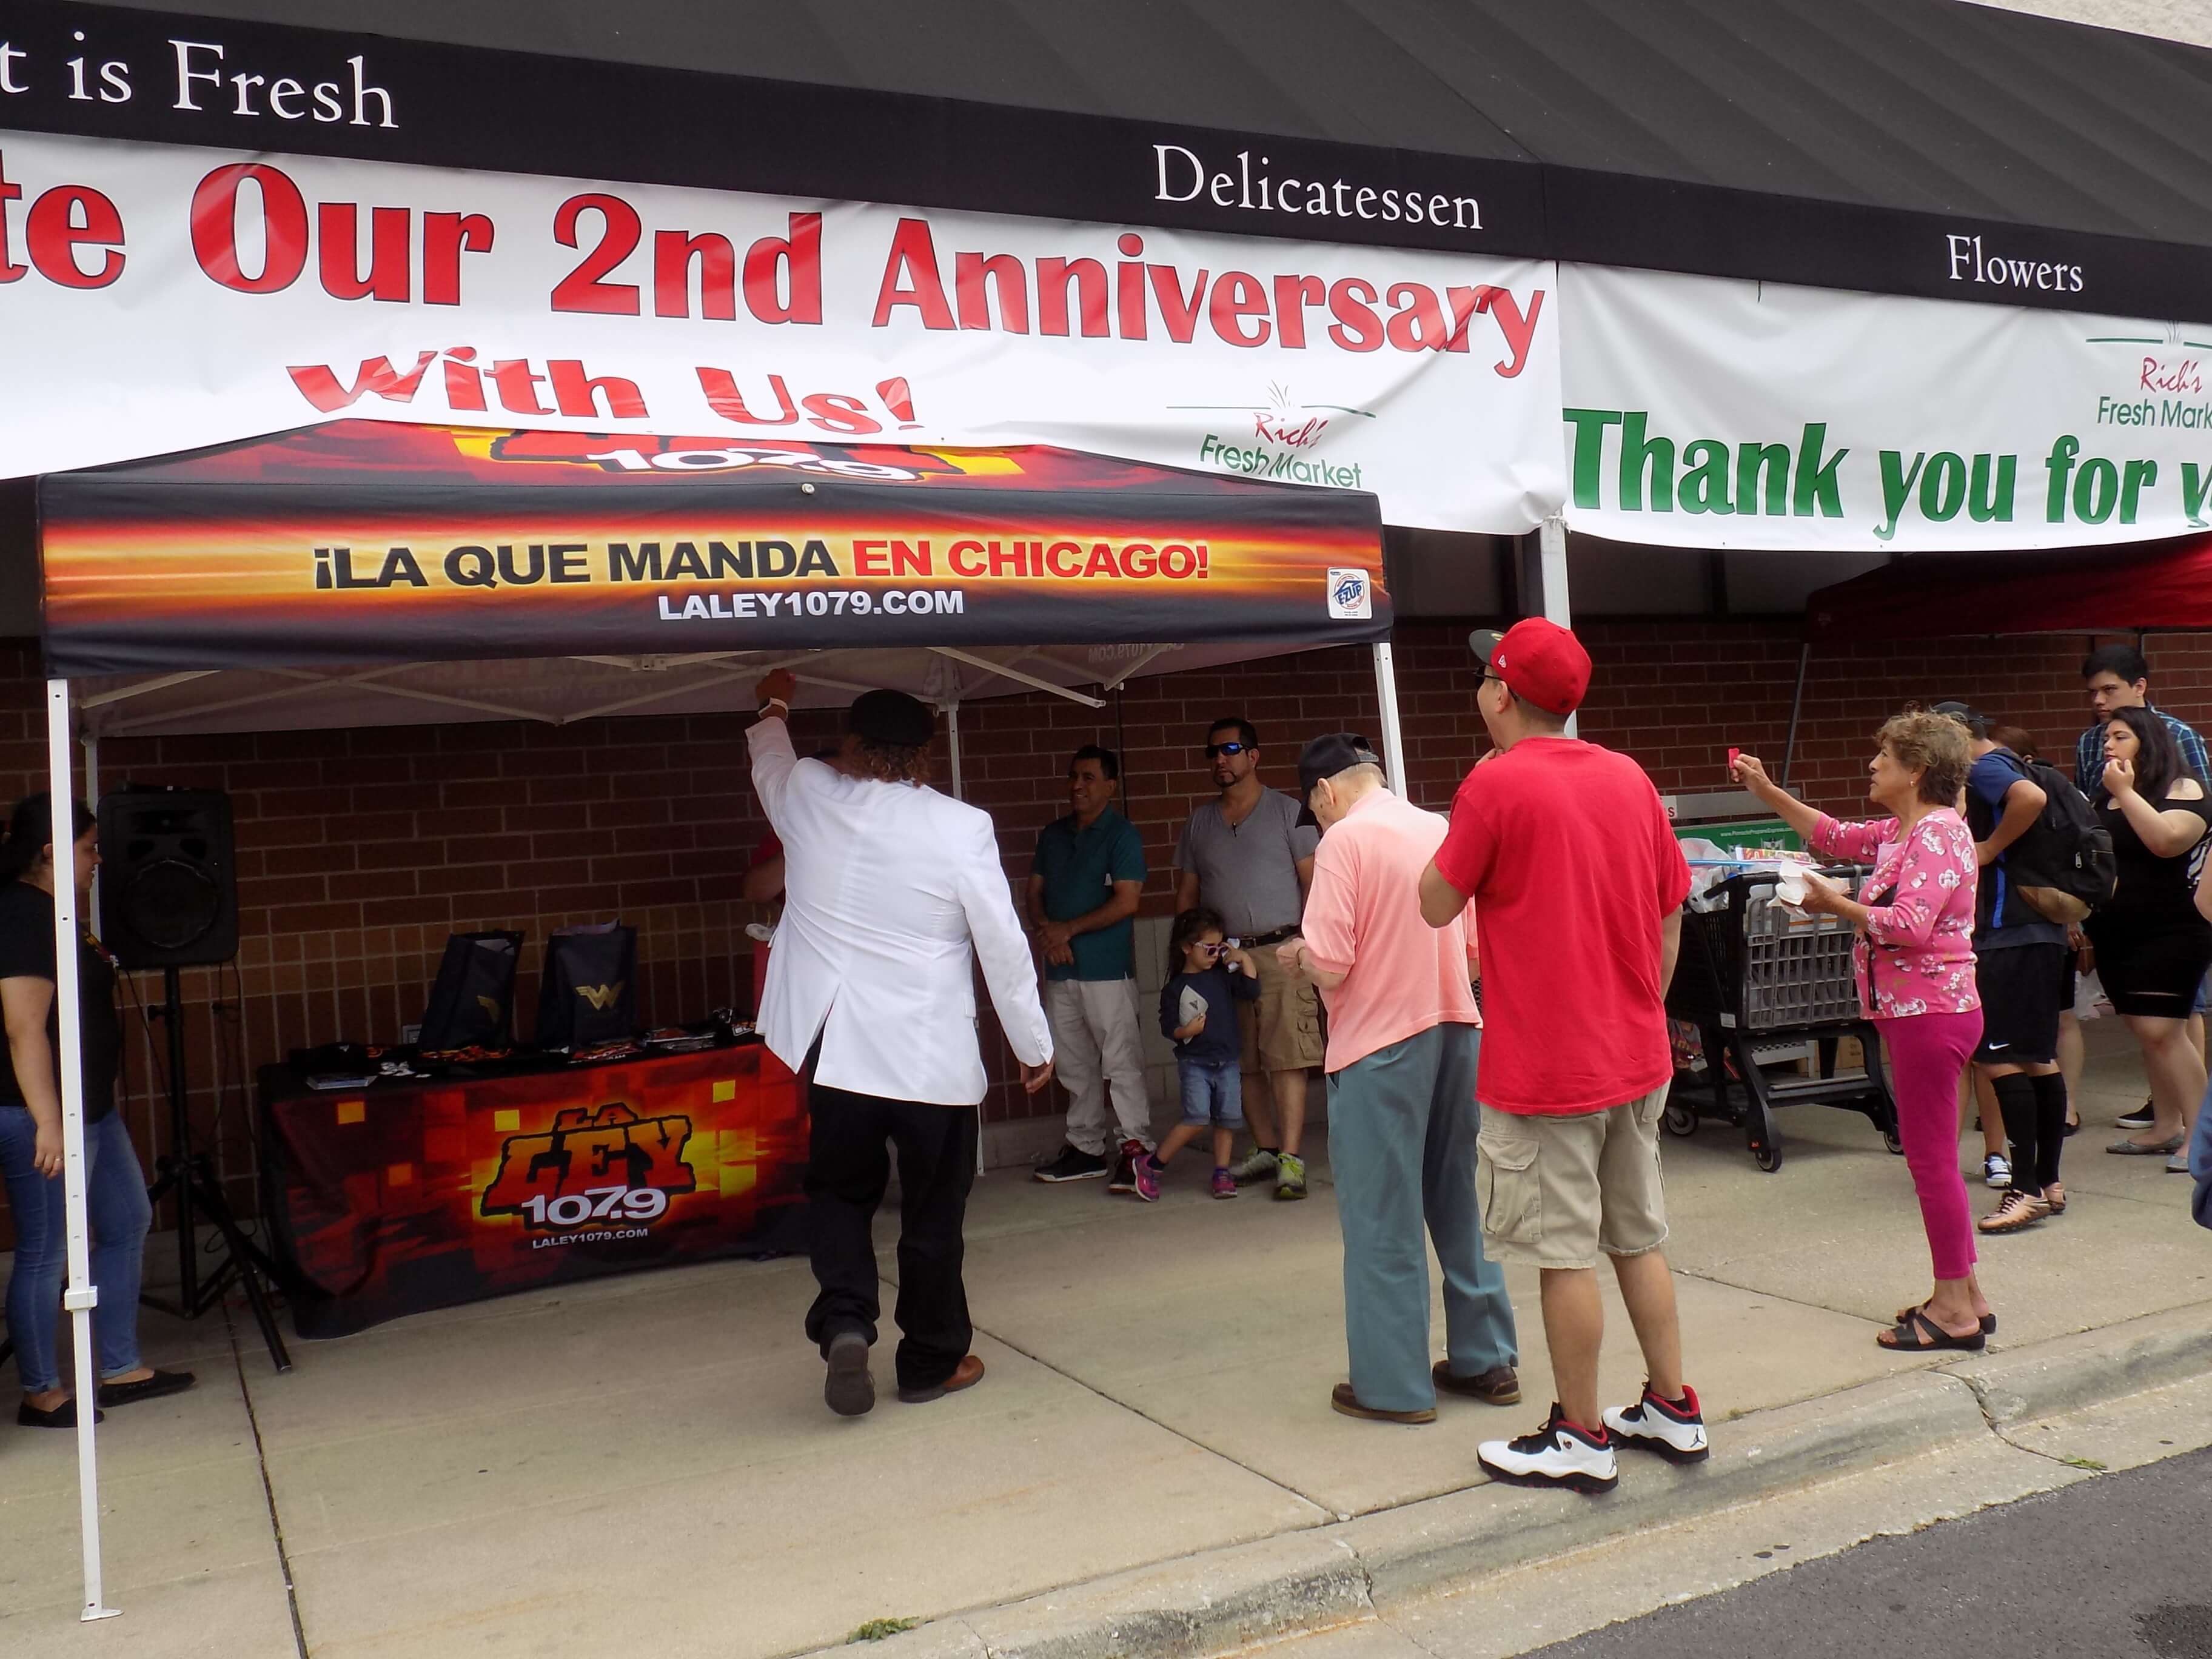 t is Fresh
Delicatessen
Flowers
te Our 2nd Anniversary
With Us!
Rich's
Fresh Market
Rich's
Fresh Mark
Thank you for y
107.9
¡LA QUE MANDA EN CHICAGO!
LALEY1079.COM
E-Z UP
LA
LEY
107.9
LALEY1079.COM